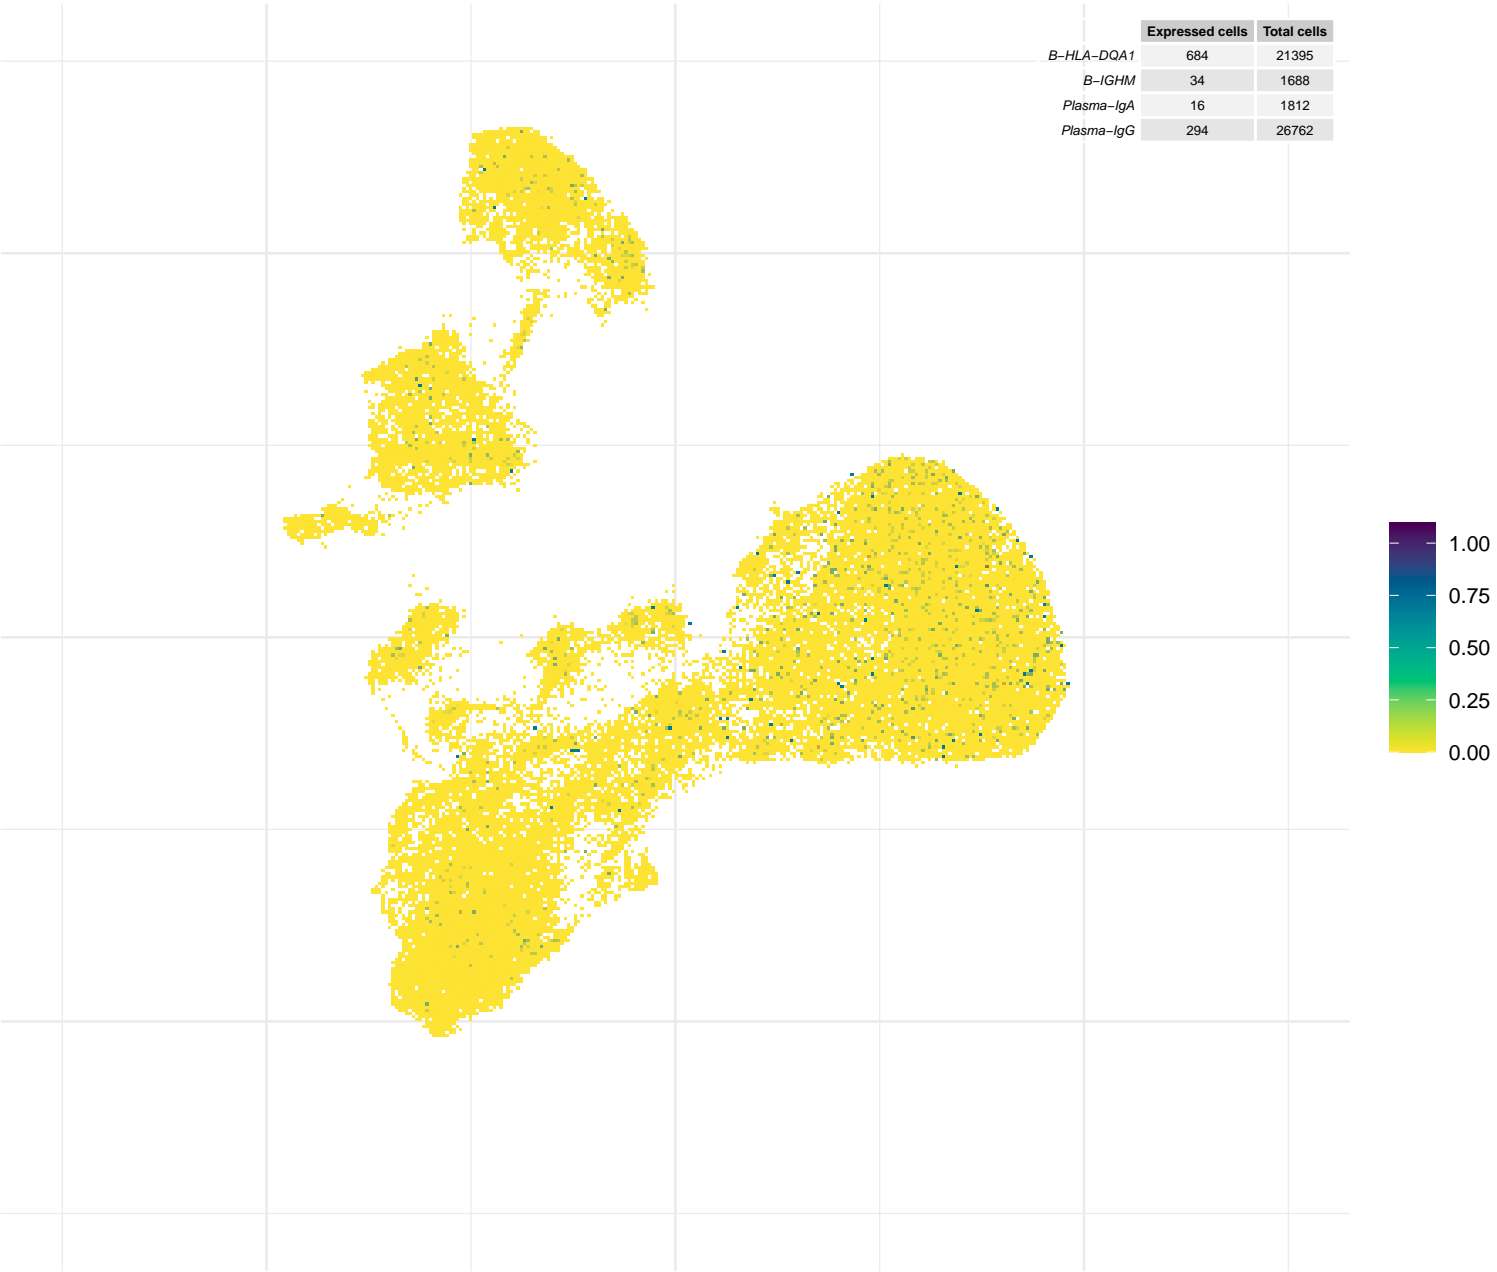 Expressed cells Total cells
B−HLA−DQA1 684 21395
B−IGHM 34 1688
Plasma−IgA 16 1812
Plasma−IgG 294 26762
1.00
0.75
0.50
0.25
0.00